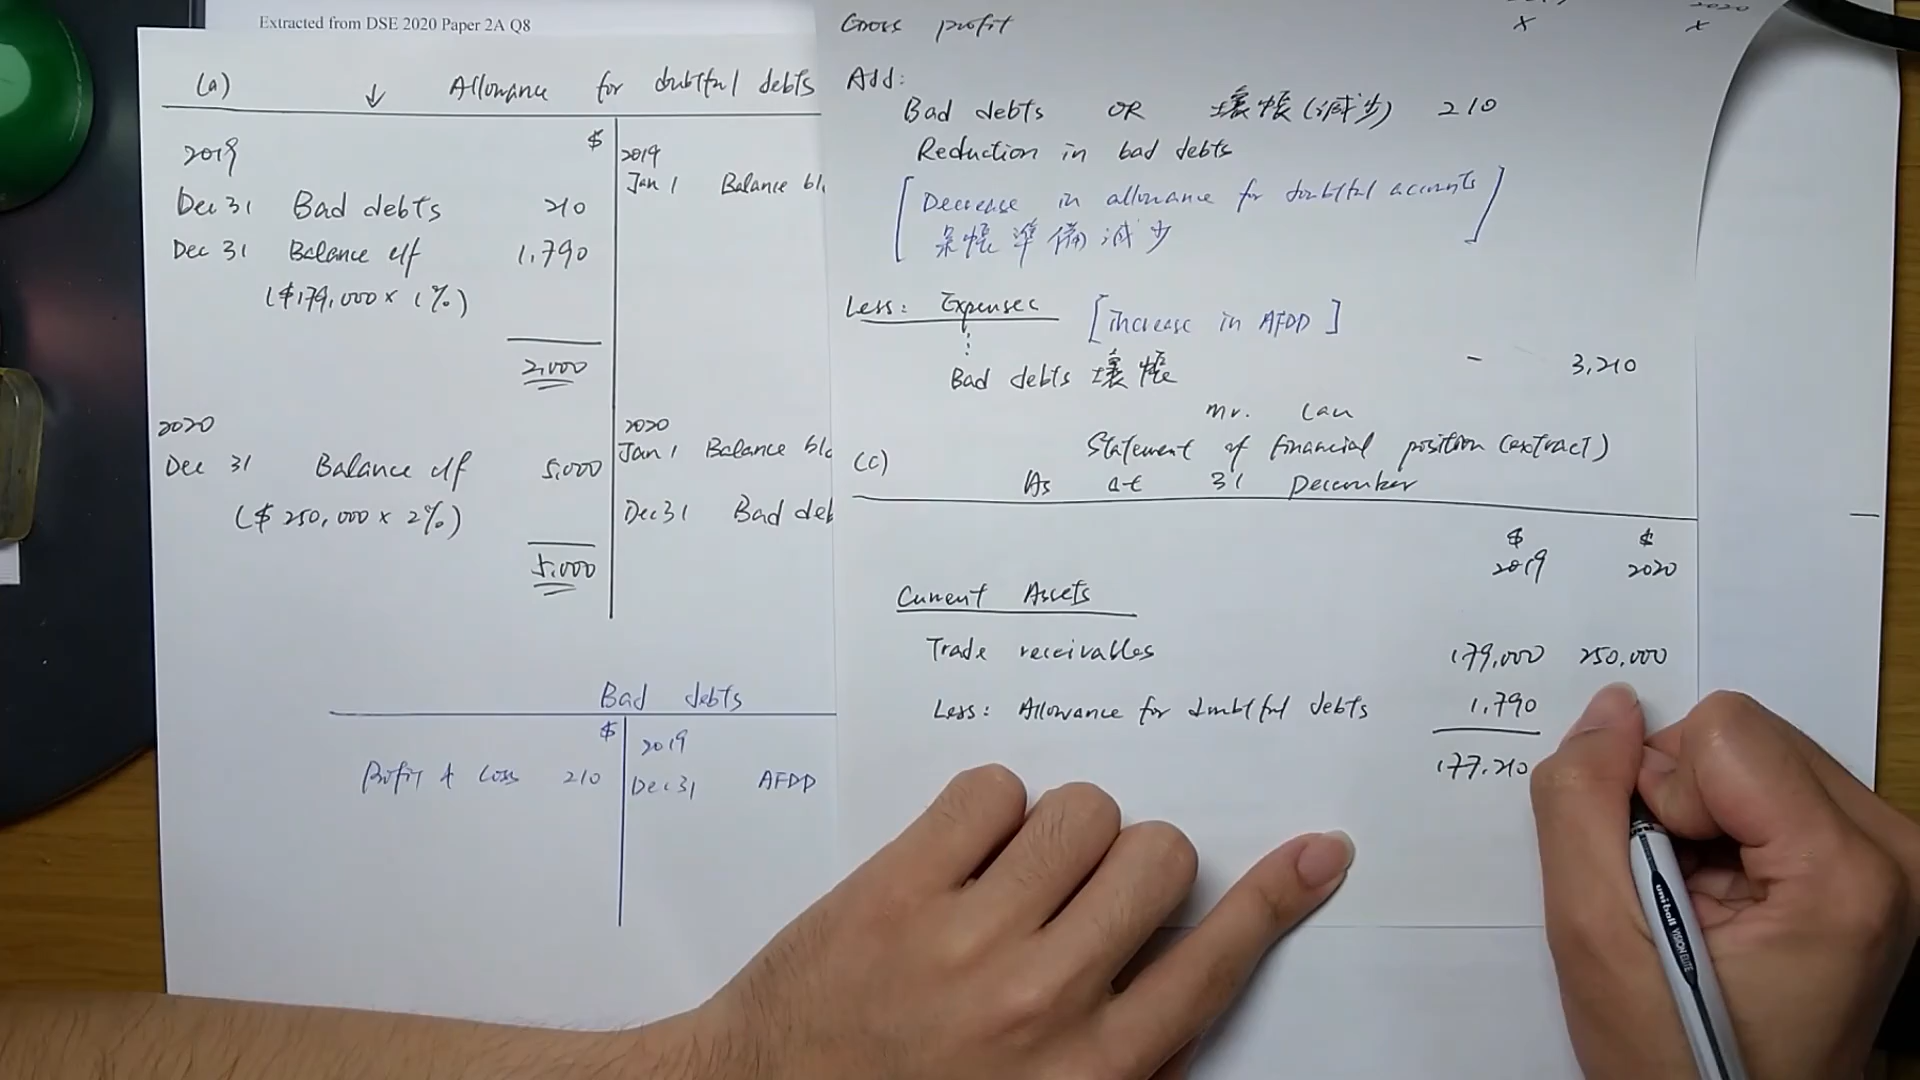 Extracted from DSE 2020 Paper 2A Q8
(a) Allowance for doubtful debts
$
2019
Dec 31 Bad debts 210
Dec 31 Balance c/f 1,790
($179,000 x 1%)
2,000
2019
Jan 1 Balance b/
2020
Dec 31 Balance c/f 5,000
($250,000 x 2%)
5,000
2020
Jan 1 Balance b/
Dec 31 Bad deb
Bad debts
$
Profit & Loss 210
2019
Dec 31 AFDD
Gross profit x x
Add:
Bad debts OR 壞帳(減少) 210
Reduction in bad debts
[Decrease in allowance for doubtful accounts
呆帳準備減少]
Less: Expenses [Increase in AFDD]
Bad debts 壞帳 - 3,210
Mr. Lau
(c) Statement of financial position (extract)
As at 31 December
$ $
2019 2020
Current Assets
Trade receivables 179,000 250,000
Less: Allowance for doubtful debts 1,790
177,210
uni-ball VISION ELITE